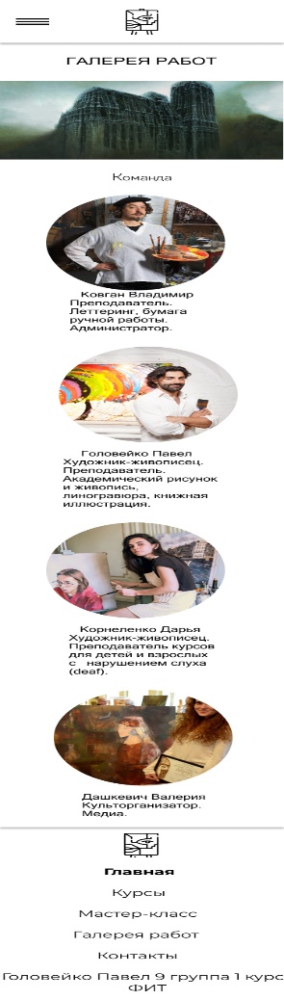 ГАЛЕРЕЯ РАБОТ
Команда
Ковган Владимир
Преподаватель.
Леттеринг, бумага
ручной работы.
Администратор.
Головейко Павел
Художник-живописец.
Преподаватель.
Академический рисунок
и живопись,
линогравюра, книжная
иллюстрация.
Корнеленко Дарья
Художник-живописец.
Преподаватель курсов
для детей и взрослых
с нарушением слуха
(deaf).
Дашкевич Валерия
Культорганизатор.
Медиа.
Главная
Курсы
Мастер-класс
Галерея работ
Контакты
Головейко Павел 9 группа 1 курс
ФИТ